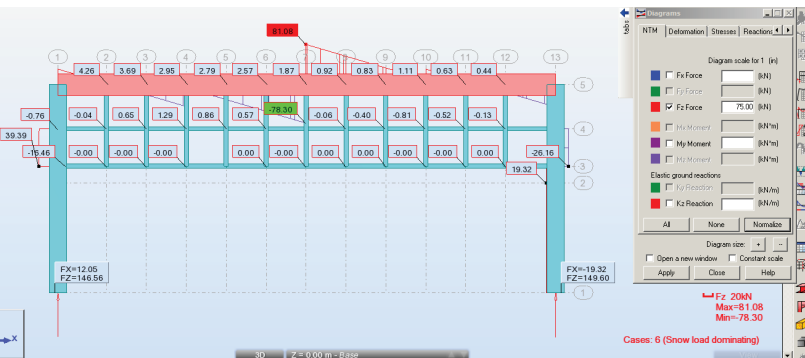 Diagrams
tabs
NTM Deformation Stresses Reactions
Diagram scale for 1 (in)
Fx Force (kN)
Fy Force (kN)
Fz Force 75.00 (kN)
Mx Moment (kN*m)
My Moment (kN*m)
Mz Moment (kN*m)
Elastic ground reactions
Ky Reaction (kN/m)
Kz Reaction (kN/m)
All None Normalize
Diagram size: + --
Open a new window Constant scale
Apply Close Help
81.08
1 2 3 4 5 6 7 8 9 10 11 12 13
4.26 3.69 2.95 2.79 2.57 1.87 0.92 0.83 1.11 0.63 0.44
5
-78.30
-0.76 -0.04 0.65 1.29 0.86 0.57 -0.06 -0.40 -0.81 -0.52 -0.13
4
39.39
-0.00 -0.00 -0.00 0.00 -0.00 0.00 0.00 -0.00 -0.00 0.00 -26.16
3
19.32
2
FX=12.05
FZ=146.56
FX=-19.32
FZ=149.60
1
Fz 20kN
Max=81.08
Min=-78.30
Cases: 6 (Snow load dominating)
x
3D Z = 0.00 m - Base